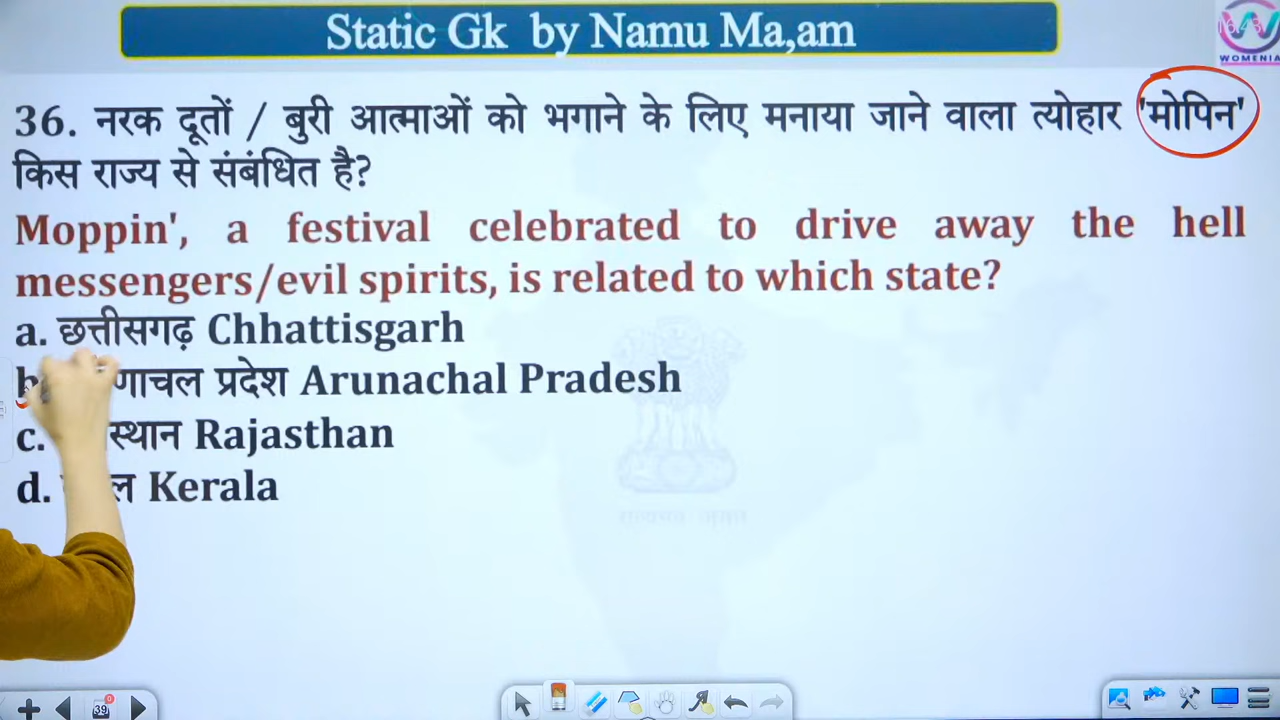 Static Gk by Namu Ma,am
WOMENIA
36. नरक दूतों / बुरी आत्माओं को भगाने के लिए मनाया जाने वाला त्योहार 'मोपिन'
किस राज्य से संबंधित है?
Moppin', a festival celebrated to drive away the hell
messengers/evil spirits, is related to which state?
a. छत्तीसगढ़ Chhattisgarh
प्रदेश Arunachal Pradesh
c. Rajasthan
d. Kerala
39